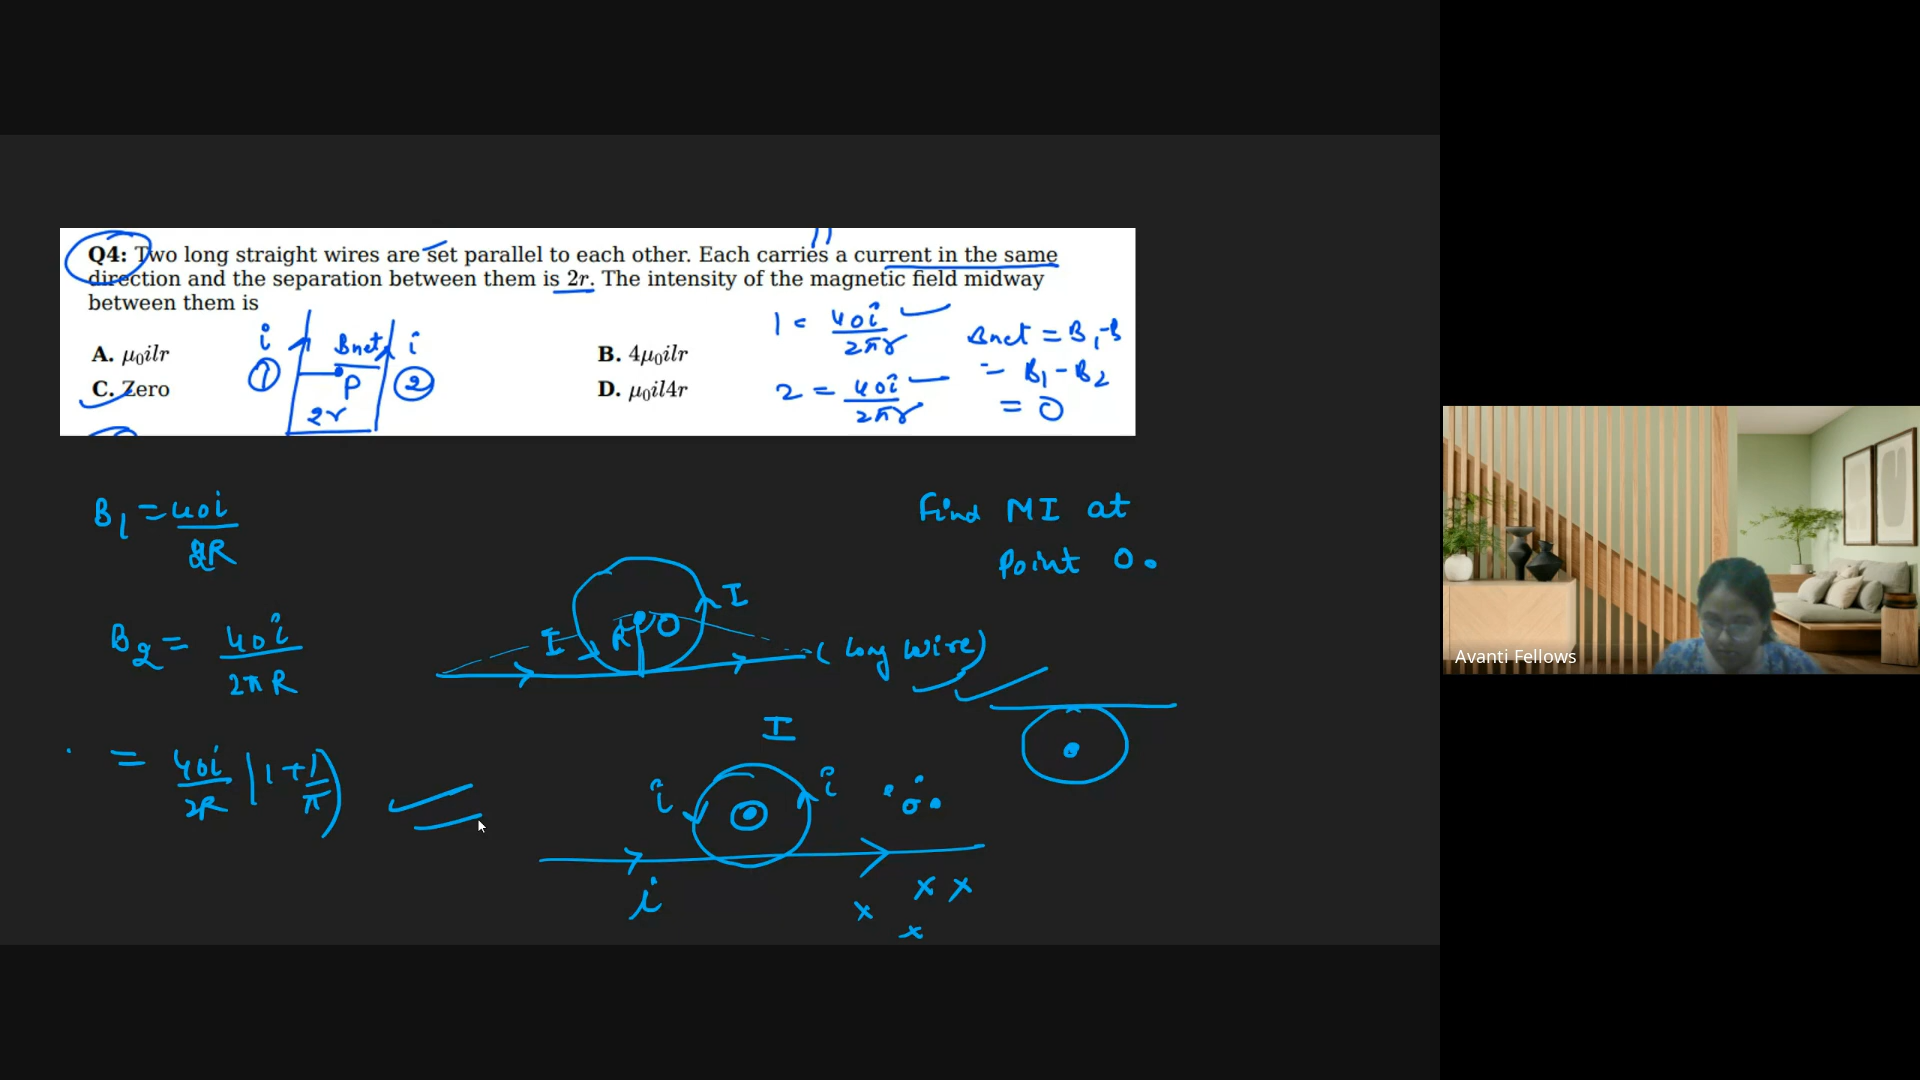 Q4: Two long straight wires are set parallel to each other. Each carries a current in the same
direction and the separation between them is 2r. The intensity of the magnetic field midway
between them is
A. μ₀ilr
B. 4μ₀ilr
C. Zero
D. μ₀il4r
i
Bnet
i
1
P
2
2r
1 = μ0i/2πr
2 = μ0i/2πr
Bnet = B1-B
= B1 - B2
= 0
B1 = μ0i/2R
B2 = μ0i/2πR
= μ0i/2R (1+1/π)
Find MI at
Point O.
I
I
R
O
(long wire)
I
i
i
i
x x
x
x
Avanti Fellows